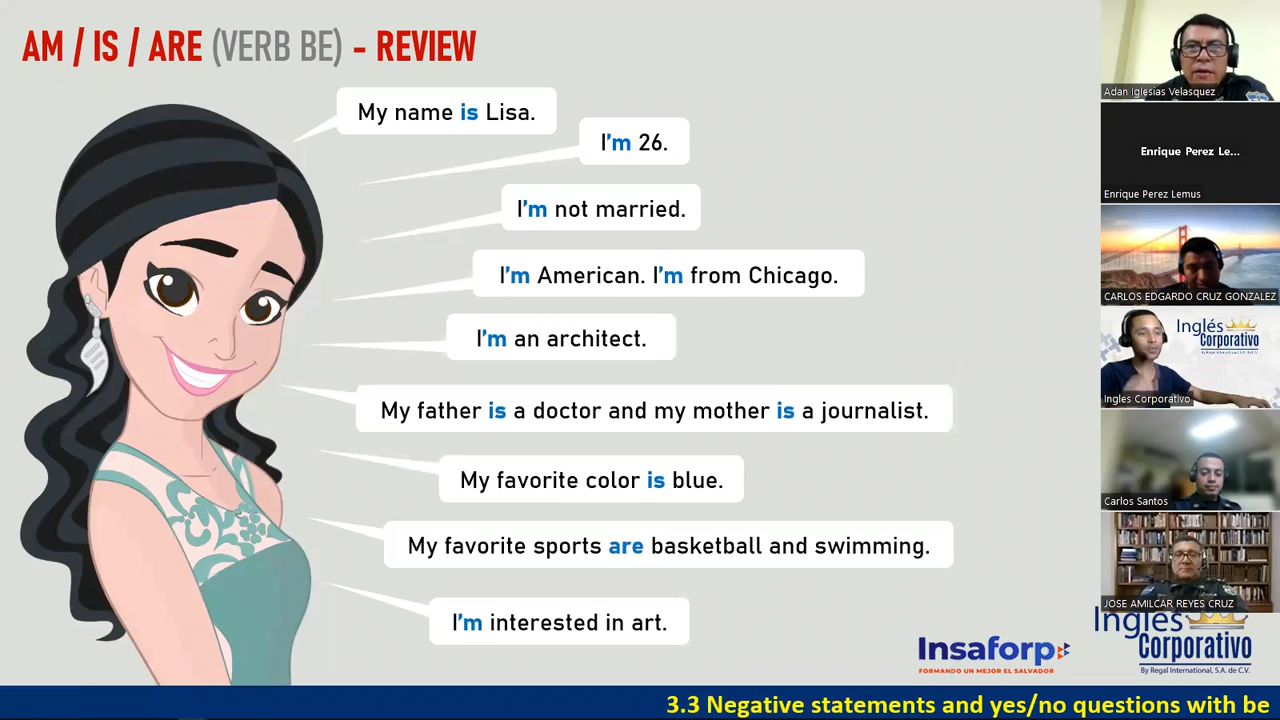 AM / IS / ARE (VERB BE) - REVIEW
My name is Lisa.
I'm 26.
I'm not married.
I'm American. I'm from Chicago.
I'm an architect.
My father is a doctor and my mother is a journalist.
My favorite color is blue.
My favorite sports are basketball and swimming.
I'm interested in art.
Adan Iglesias Velasquez
Enrique Perez Le...
Enrique Perez Lemus
CARLOS EDGARDO CRUZ GONZALEZ
Inglés
Corporativo
Ingles Corporativo
Carlos Santos
JOSE AMILCAR REYES CRUZ
Insaforp
FORMANDO UN MEJOR EL SALVADOR
Inglés
Corporativo
By Regal International, S.A. de C.V.
3.3 Negative statements and yes/no questions with be